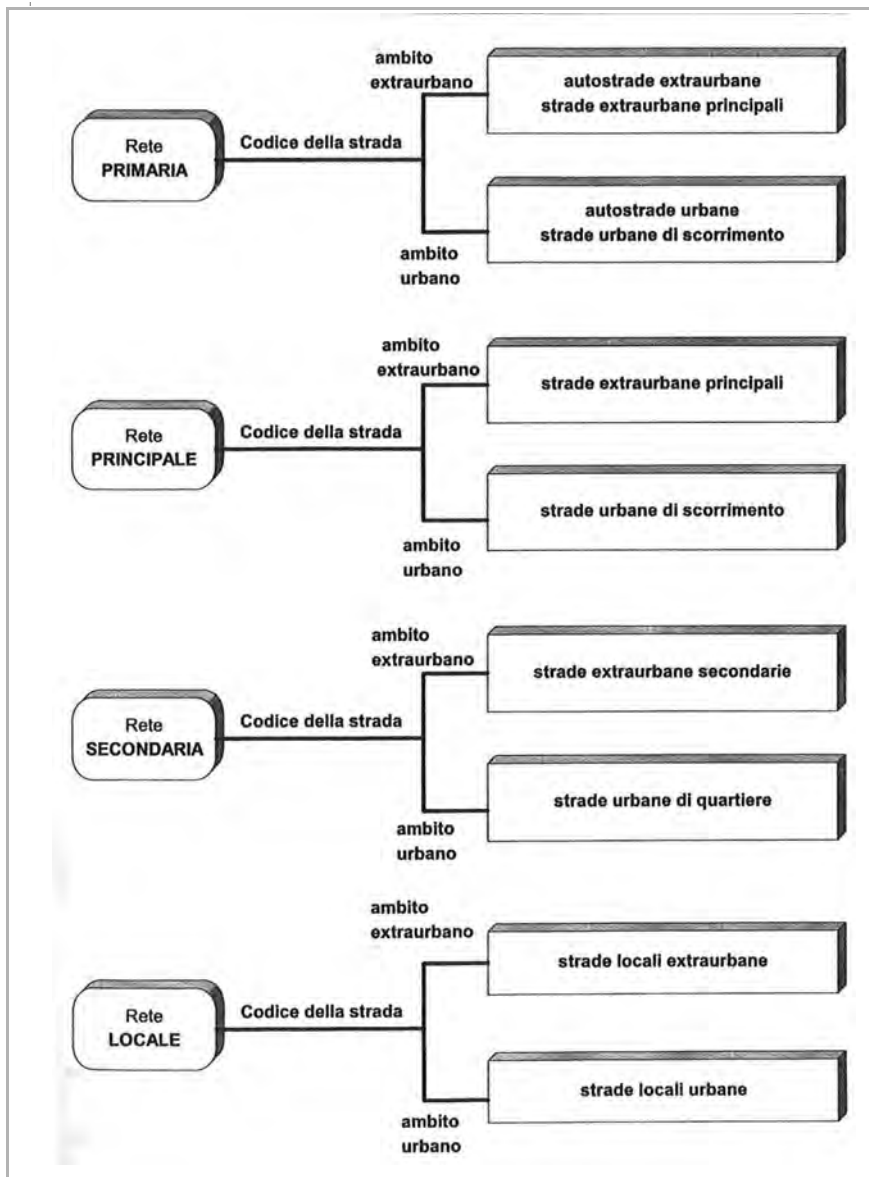 ambito
extraurbano
autostrade extraurbane
strade extraurbane principali
Rete
PRIMARIA
Codice della strada
autostrade urbane
strade urbane di scorrimento
ambito
urbano
ambito
extraurbano
strade extraurbane principali
Rete
PRINCIPALE
Codice della strada
strade urbane di scorrimento
ambito
urbano
ambito
extraurbano
strade extraurbane secondarie
Rete
SECONDARIA
Codice della strada
strade urbane di quartiere
ambito
urbano
ambito
extraurbano
strade locali extraurbane
Rete
LOCALE
Codice della strada
strade locali urbane
ambito
urbano